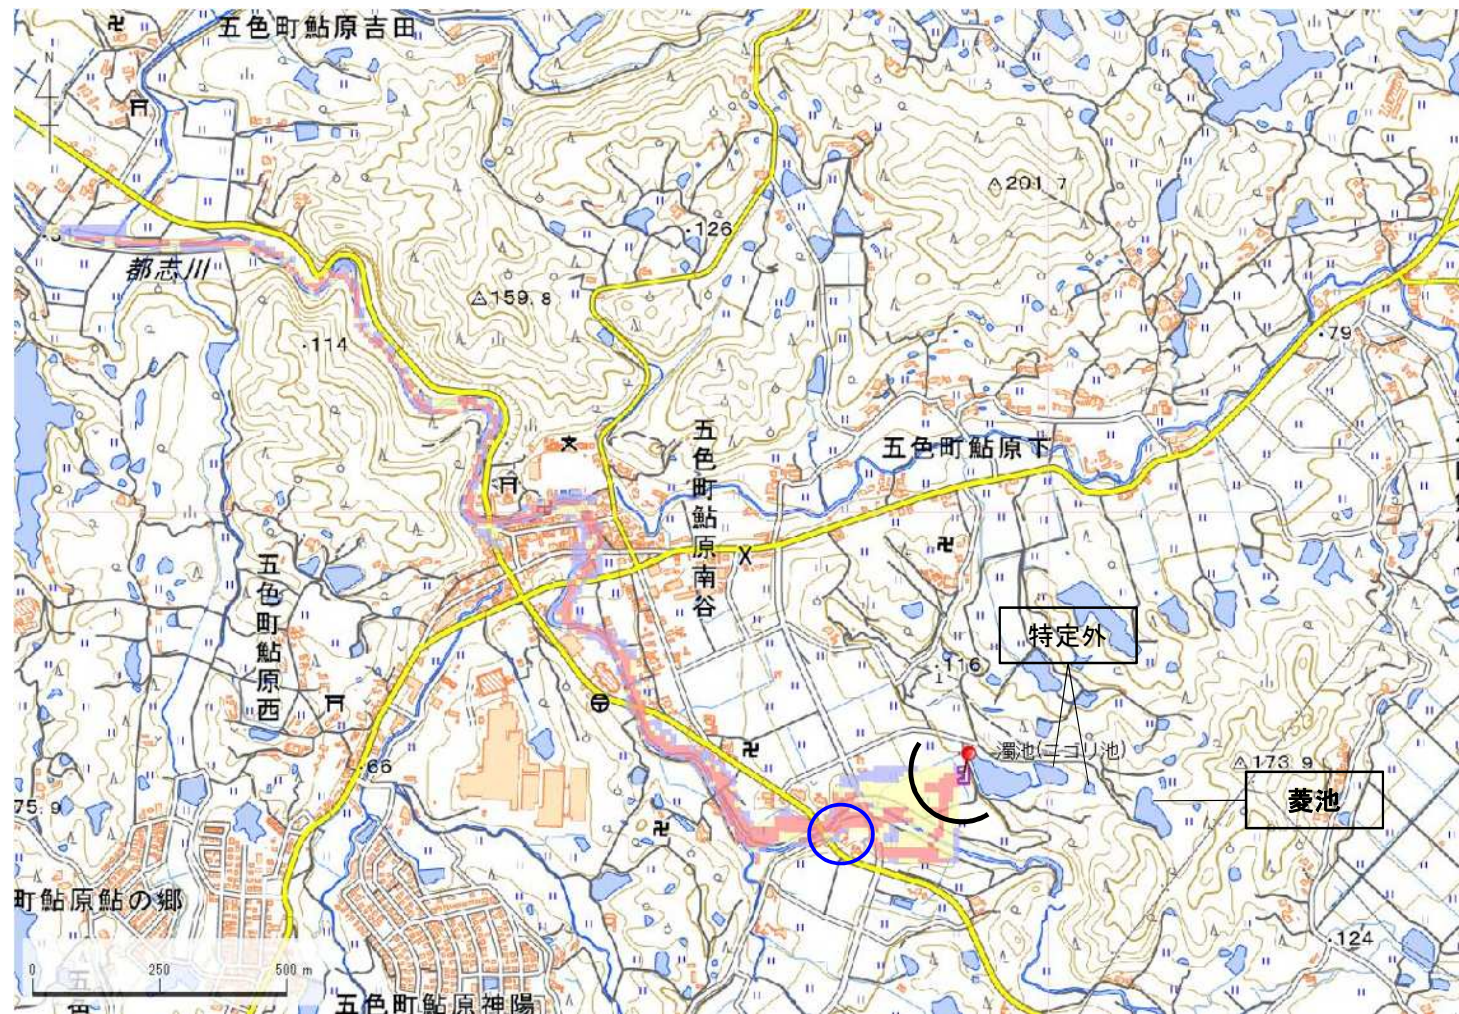 五色町鮎原吉田
N
201.7
126
都志川
159.8
114
79
五色町鮎原下
五色町鮎原南谷
五色町鮎原西
特定外
116
濁池(ニゴリ池)
173.9
菱池
66
75.9
町鮎原鮎の郷
124
0 250 500 m
五色町鮎原神陽